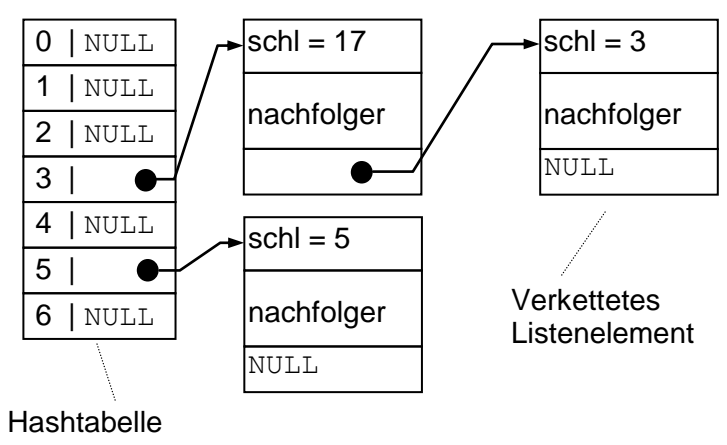 0 | NULL
1 | NULL
2 | NULL
3 |
4 | NULL
5 |
6 | NULL
Hashtabelle
schl = 17
nachfolger
schl = 3
nachfolger
NULL
schl = 5
nachfolger
NULL
Verkettetes
Listenelement